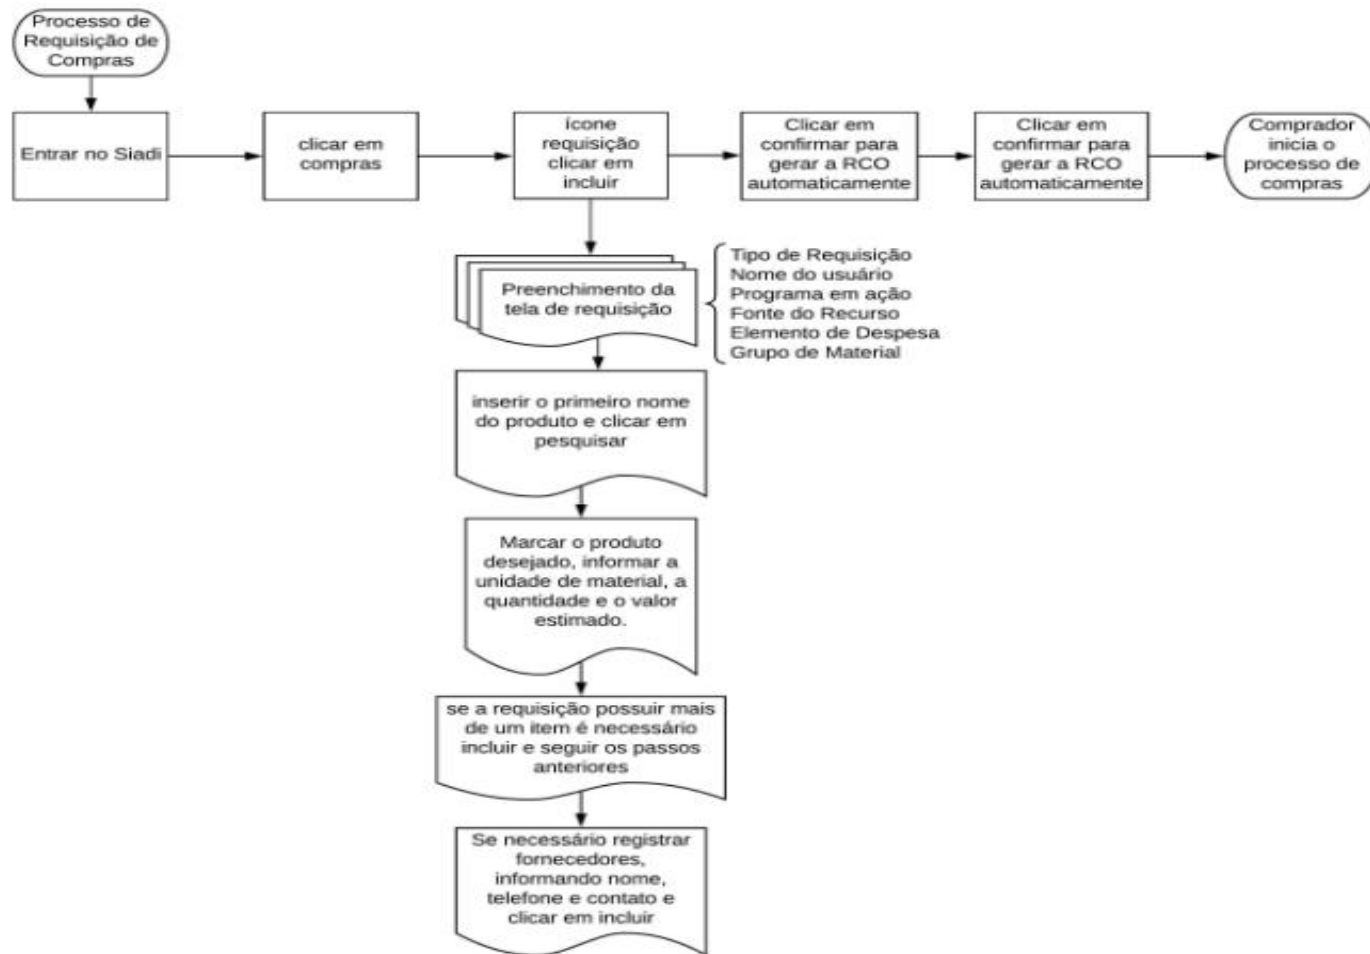 Processo de
Requisição de
Compras
Entrar no Siadi
clicar em
compras
ícone
requisição
clicar em
incluir
Clicar em
confirmar para
gerar a RCO
automaticamente
Clicar em
confirmar para
gerar a RCO
automaticamente
Comprador
inicia o
processo de
compras
Preenchimento da
tela de requisição
Tipo de Requisição
Nome do usuário
Programa em ação
Fonte do Recurso
Elemento de Despesa
Grupo de Material
inserir o primeiro nome
do produto e clicar em
pesquisar
Marcar o produto
desejado, informar a
unidade de material, a
quantidade e o valor
estimado.
se a requisição possuir mais
de um item é necessário
incluir e seguir os passos
anteriores
Se necessário registrar
fornecedores,
informando nome,
telefone e contato e
clicar em incluir